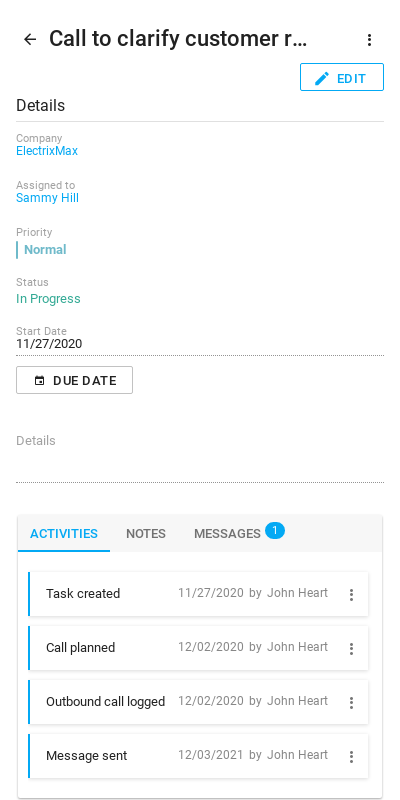 Call to clarify customer r...
EDIT
Details
Company
ElectrixMax
Assigned to
Sammy Hill
Priority
Normal
Status
In Progress
Start Date
11/27/2020
DUE DATE
Details
ACTIVITIES NOTES MESSAGES 1
Task created 11/27/2020 by John Heart
Call planned 12/02/2020 by John Heart
Outbound call logged 12/02/2020 by John Heart
Message sent 12/03/2021 by John Heart